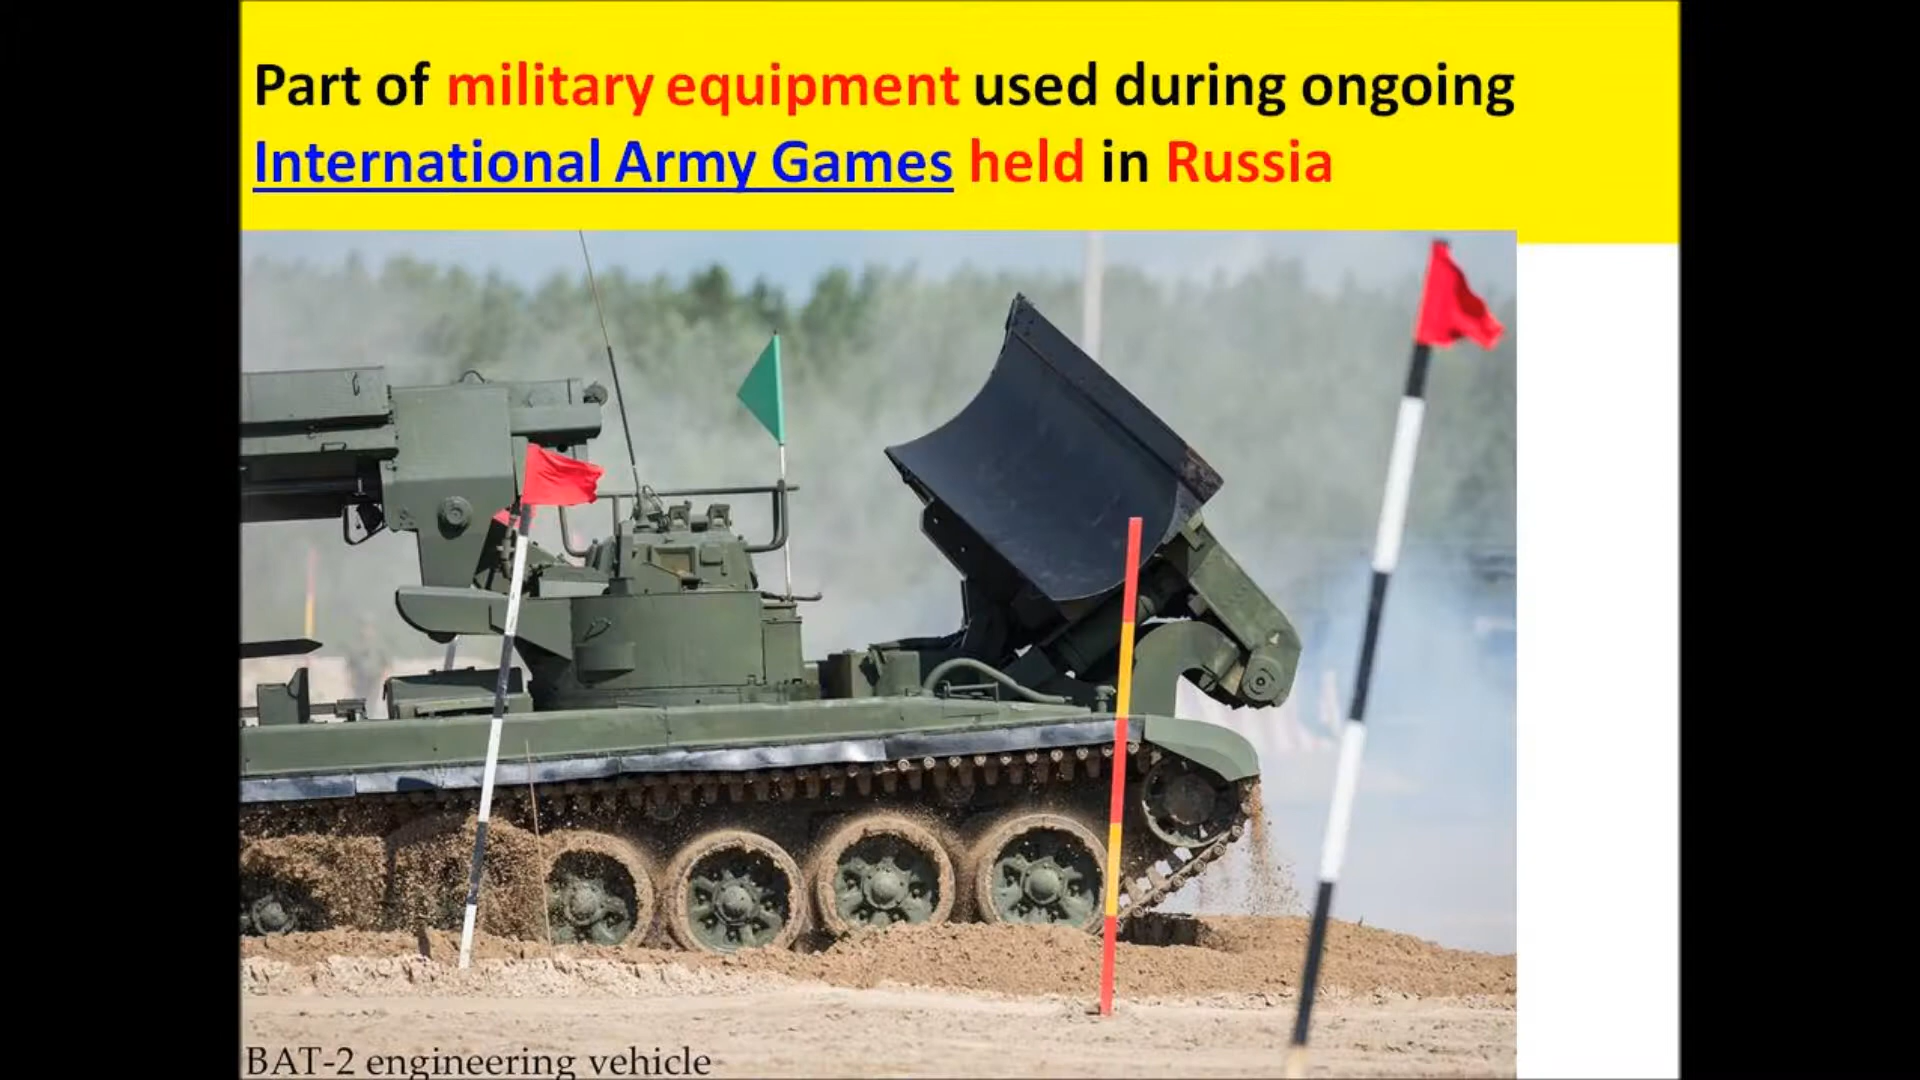 Part of military equipment used during ongoing
International Army Games held in Russia
BAT-2 engineering vehicle